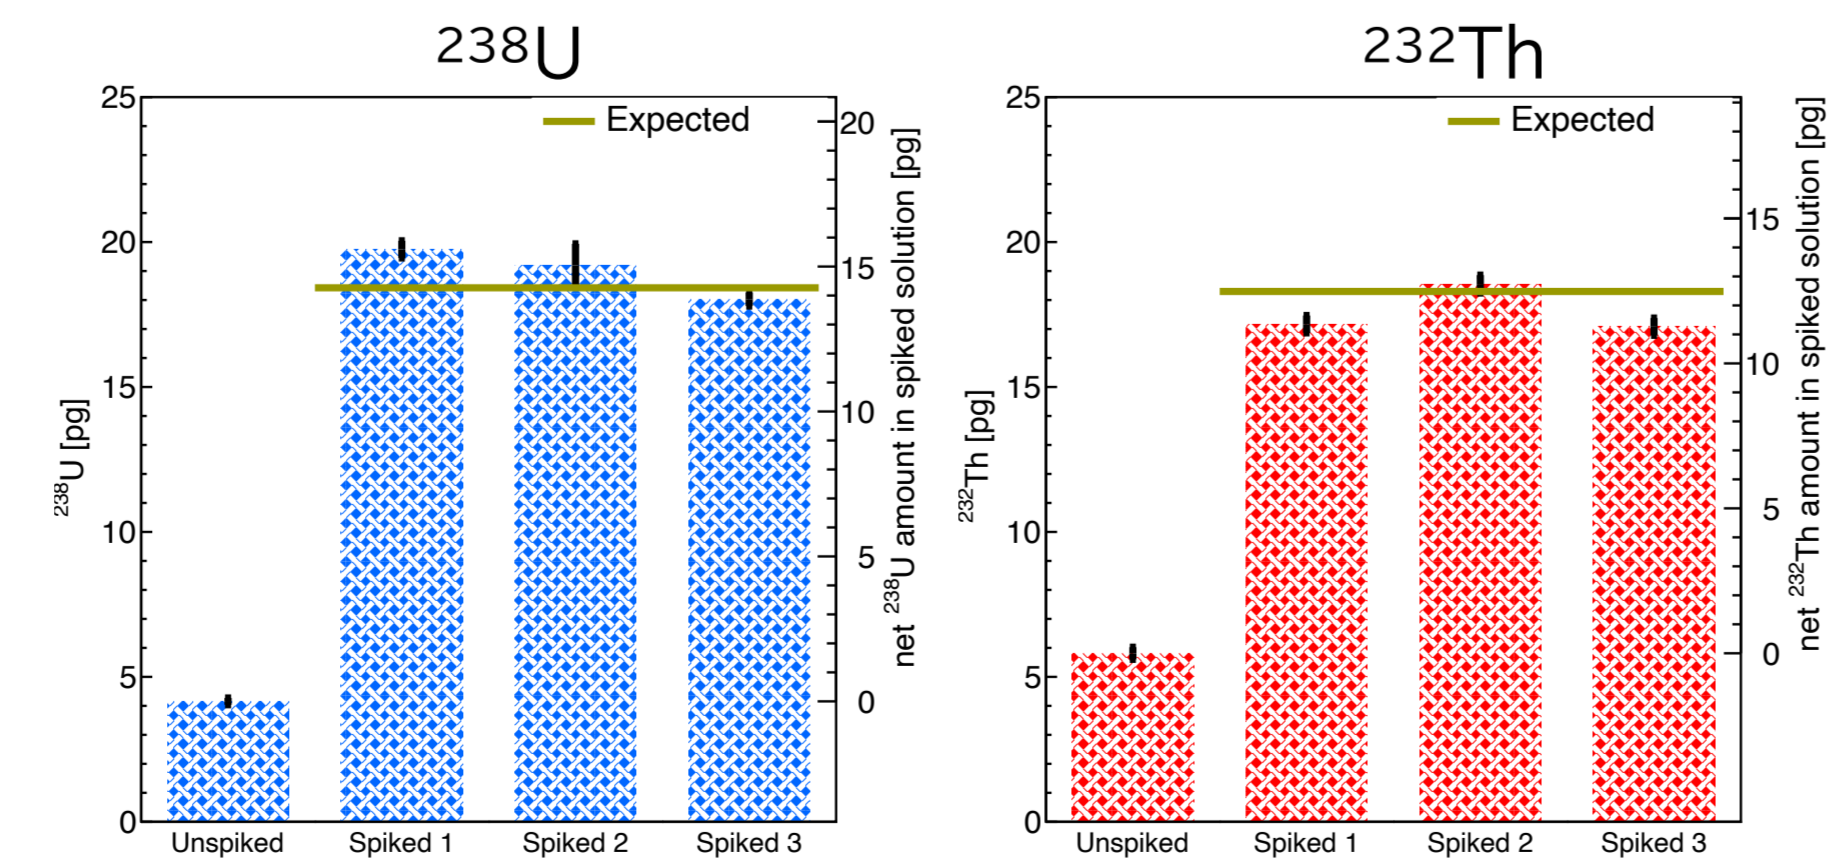 ²³⁸U
Expected
25
20
15
10
5
0
²³⁸U [pg]
20
15
10
5
0
net ²³⁸U amount in spiked solution [pg]
Unspiked Spiked 1 Spiked 2 Spiked 3
²³²Th
Expected
25
20
15
10
5
0
²³²Th [pg]
15
10
5
0
net ²³²Th amount in spiked solution [pg]
Unspiked Spiked 1 Spiked 2 Spiked 3